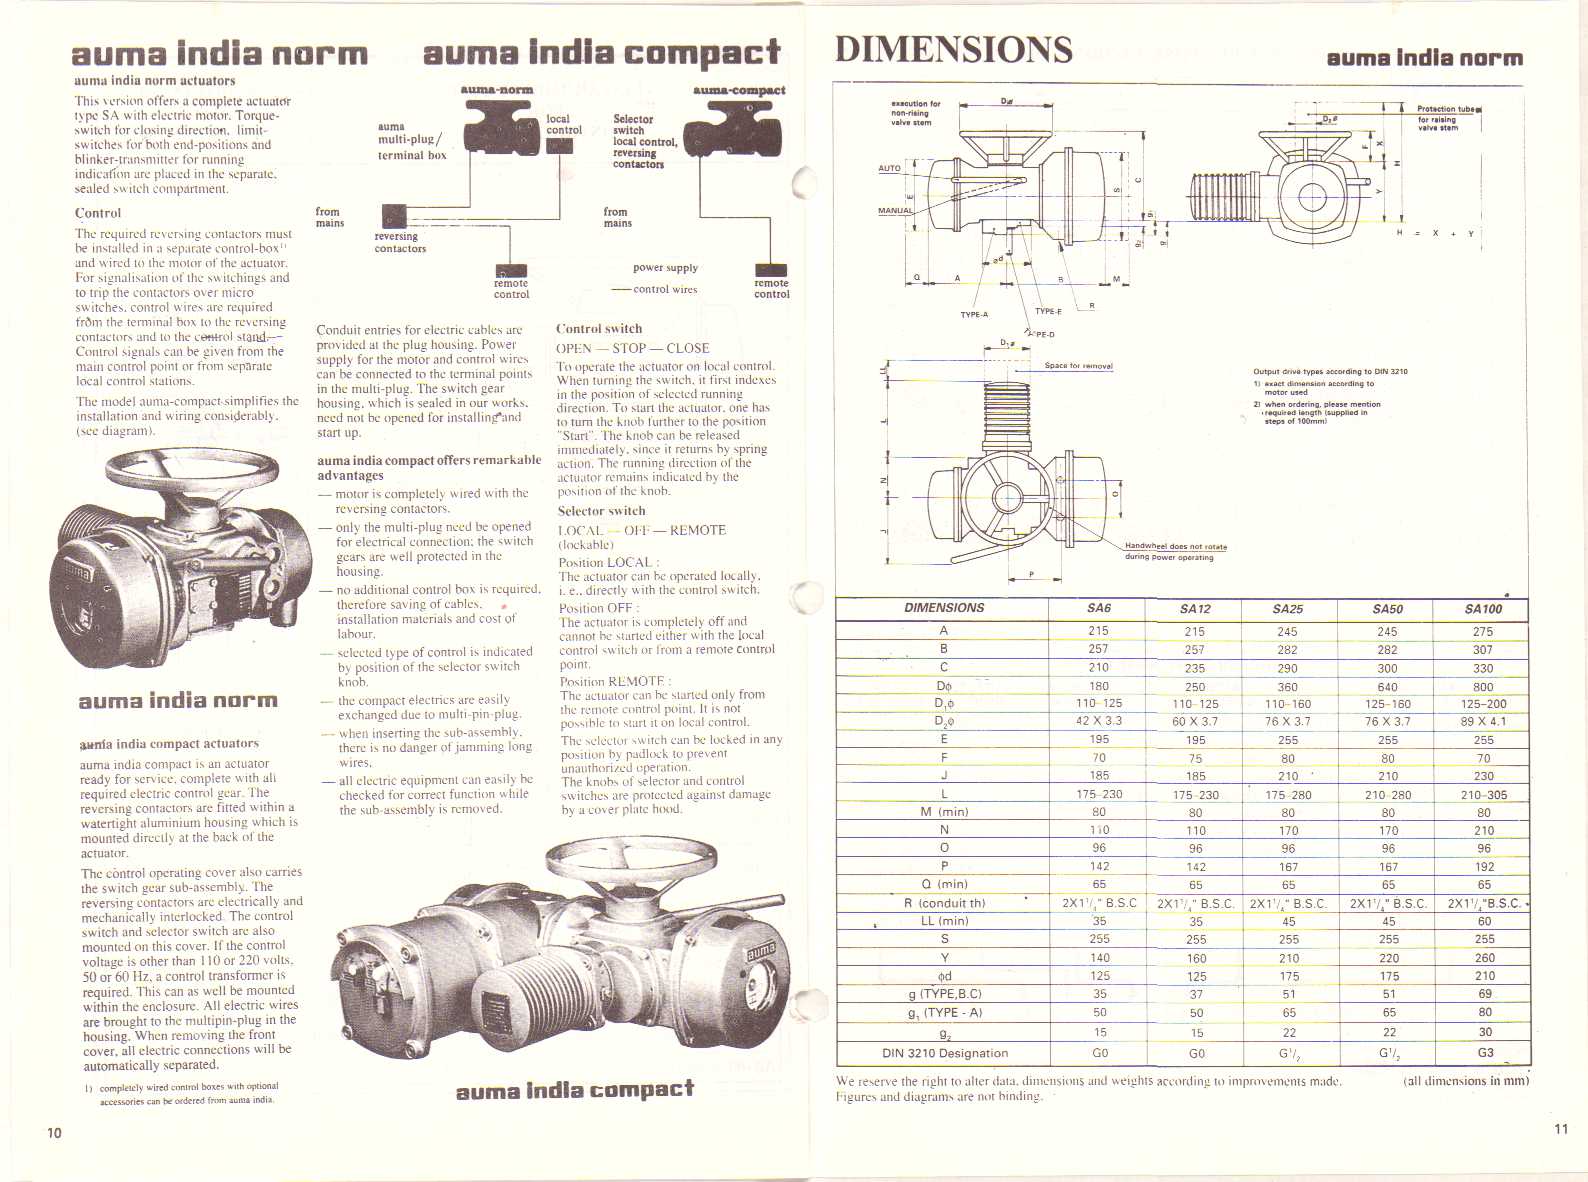 auma india norm
auma india norm actuators
This version offers a complete actuator
type SA with electric motor. Torque-
switch for closing direction, limit-
switches for both end-positions and
blinker-transmitter for running
indication are placed in the separate,
sealed switch compartment.
Control
The required reversing contactors must
be installed in a separate control-box¹⁾
and wired to the motor of the actuator.
For signalisation of the switchings and
to trip the contactors over micro
switches, control wires are required
from the terminal box to the reversing
contactors and to the control stand.
Control signals can be given from the
main control point or from separate
local control stations.
The model auma-compact simplifies the
installation and wiring considerably.
(see diagram).
auma
auma india norm
auma india compact actuators
auma india compact is an actuator
ready for service, complete with all
required electric control gear. The
reversing contactors are fitted within a
watertight aluminium housing which is
mounted directly at the back of the
actuator.
The control operating cover also carries
the switch gear sub-assembly. The
reversing contactors are electrically and
mechanically interlocked. The control
switch and selector switch are also
mounted on this cover. If the control
voltage is other than 110 or 220 volts,
50 or 60 Hz, a control transformer is
required. This can as well be mounted
within the enclosure. All electric wires
are brought to the multipin-plug in the
housing. When removing the front
cover, all electric connections will be
automatically separated.
1) completely wired control boxes with optional
accessories can be ordered from auma india.
10
auma india compact
auma-norm
auma-compact
auma
multi-plug/
terminal box
local
control
Selector
switch
local control,
reversing
contactors
from
mains
reversing
contactors
remote
control
from
mains
power supply
control wires
remote
control
Conduit entries for electric cables are
provided at the plug housing. Power
supply for the motor and control wires
can be connected to the terminal points
in the multi-plug. The switch gear
housing, which is sealed in our works,
need not be opened for installing and
start up.
auma india compact offers remarkable
advantages
— motor is completely wired with the
reversing contactors.
— only the multi-plug need be opened
for electrical connection; the switch
gears are well protected in the
housing.
— no additional control box is required,
therefore saving of cables,
installation materials and cost of
labour.
— selected type of control is indicated
by position of the selector switch
knob.
— the compact electrics are easily
exchanged due to multi-pin-plug.
— when inserting the sub-assembly,
there is no danger of jamming long
wires.
— all electric equipment can easily be
checked for correct function while
the sub-assembly is removed.
Control switch
OPEN — STOP — CLOSE
To operate the actuator on local control.
When turning the switch, it first indexes
in the position of selected running
direction. To start the actuator, one has
to turn the knob further to the position
"Start". The knob can be released
immediately, since it returns by spring
action. The running direction of the
actuator remains indicated by the
position of the knob.
Selector switch
LOCAL — OFF — REMOTE
(lockable)
Position LOCAL :
The actuator can be operated locally,
i. e.. directly with the control switch.
Position OFF :
The actuator is completely off and
cannot be started either with the local
control switch or from a remote control
point.
Position REMOTE :
The actuator can be started only from
the remote control point. It is not
possible to start it on local control.
The selector switch can be locked in any
position by padlock to prevent
unauthorized operation.
The knobs of selector and control
switches are protected against damage
by a cover plate hood.
auma
auma india compact
DIMENSIONS
auma india norm
execution for
non-rising
valve stem
Dø
AUTO
MANUAL
E
S
C
g₁
g₂
g
ød
Q A B M
TYPE-A TYPE-E R
PE-D
D₂ø
Protection tube
for raising
valve stem
F X H Y
H = X + Y
D₁ø
Space for removal
LL
L
N
J
O
P
Handwheel does not rotate
during power operating
Output drive types according to DIN 3210
1) exact dimension according to
motor used
2) when ordering, please mention
required length (supplied in
steps of 100mm)
DIMENSIONS SA6 SA12 SA25 SA50 SA100
A 215 215 245 245 275
B 257 257 282 282 307
C 210 235 290 300 330
Dφ 180 250 360 640 800
D₁φ 110-125 110-125 110-160 125-160 125-200
D₂φ 42 X 3.3 60 X 3.7 76 X 3.7 76 X 3.7 89 X 4.1
E 195 195 255 255 255
F 70 75 80 80 70
J 185 185 210 210 230
L 175-230 175-230 175-280 210-280 210-305
M (min) 80 80 80 80 80
N 110 110 170 170 210
O 96 96 96 96 96
P 142 142 167 167 192
Q (min) 65 65 65 65 65
R (conduit th) 2X1¹/₄" B.S.C 2X1¹/₄" B.S.C. 2X1¹/₄" B.S.C. 2X1¹/₄" B.S.C. 2X1¹/₄"B.S.C.
LL (min) 35 35 45 45 60
S 255 255 255 255 255
Y 140 160 210 220 260
φd 125 125 175 175 210
g (TYPE,B.C) 35 37 51 51 69
g₁ (TYPE - A) 50 50 65 65 80
g₂ 15 15 22 22 30
DIN 3210 Designation G0 G0 G¹/₂ G¹/₂ G3
We reserve the right to alter data, dimensions and weights according to improvements made. (all dimensions in mm)
Figures and diagrams are not binding.
11